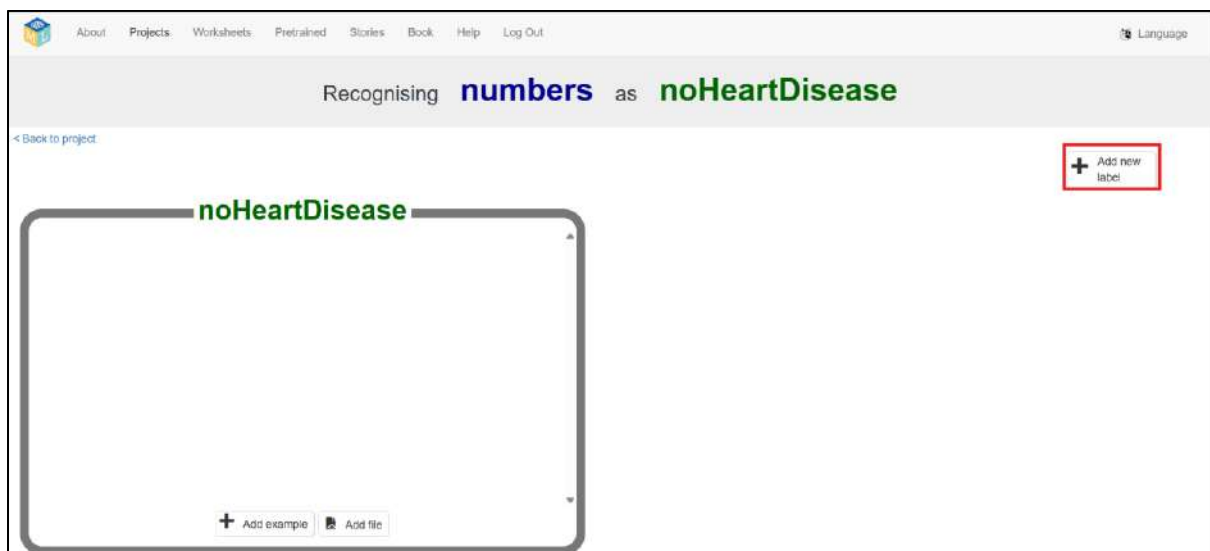 About Projects Worksheets Pretrained Stories Book Help Log Out Language
Recognising numbers as noHeartDisease
< Back to project
Add new
label
noHeartDisease
Add example Add file